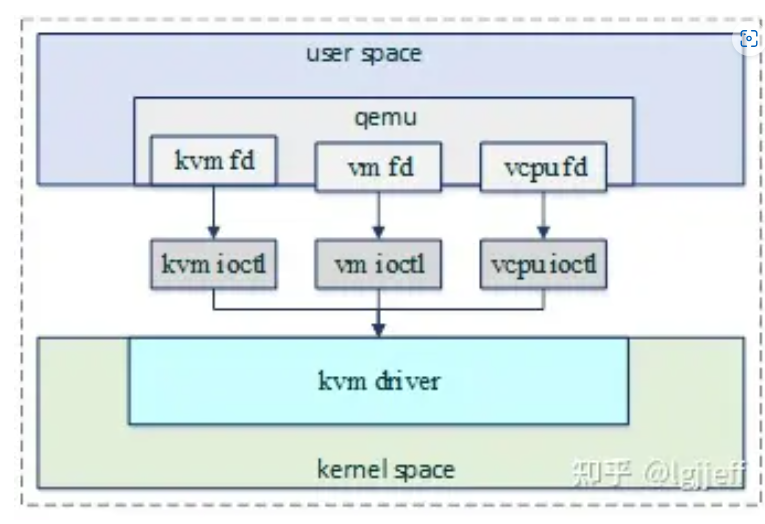 user space
qemu
kvm fd
vm fd
vcpu fd
kvm ioctl
vm ioctl
vcpu ioctl
kvm driver
kernel space
知乎 @lgjjeff